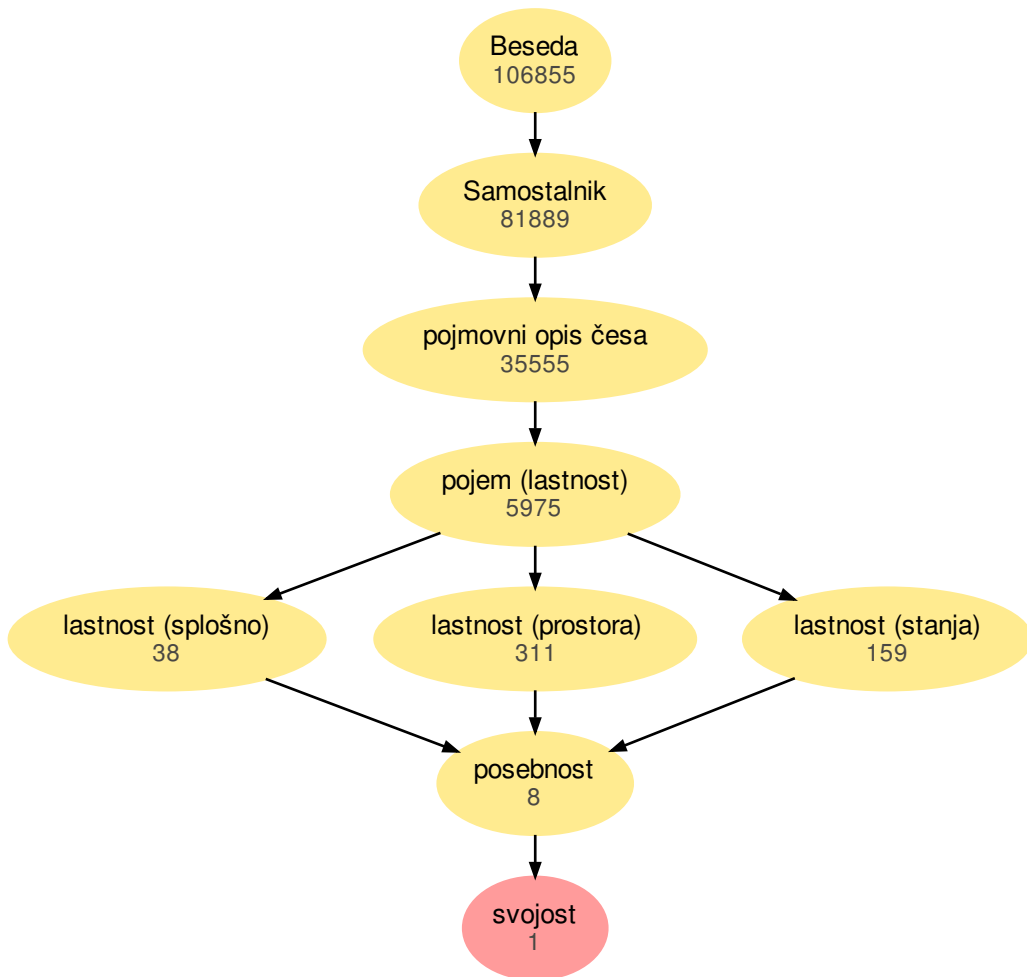 Beseda
106855
Samostalnik
81889
pojmovni opis česa
35555
pojem (lastnost)
5975
lastnost (splošno)
38
lastnost (prostora)
311
lastnost (stanja)
159
posebnost
8
svojost
1